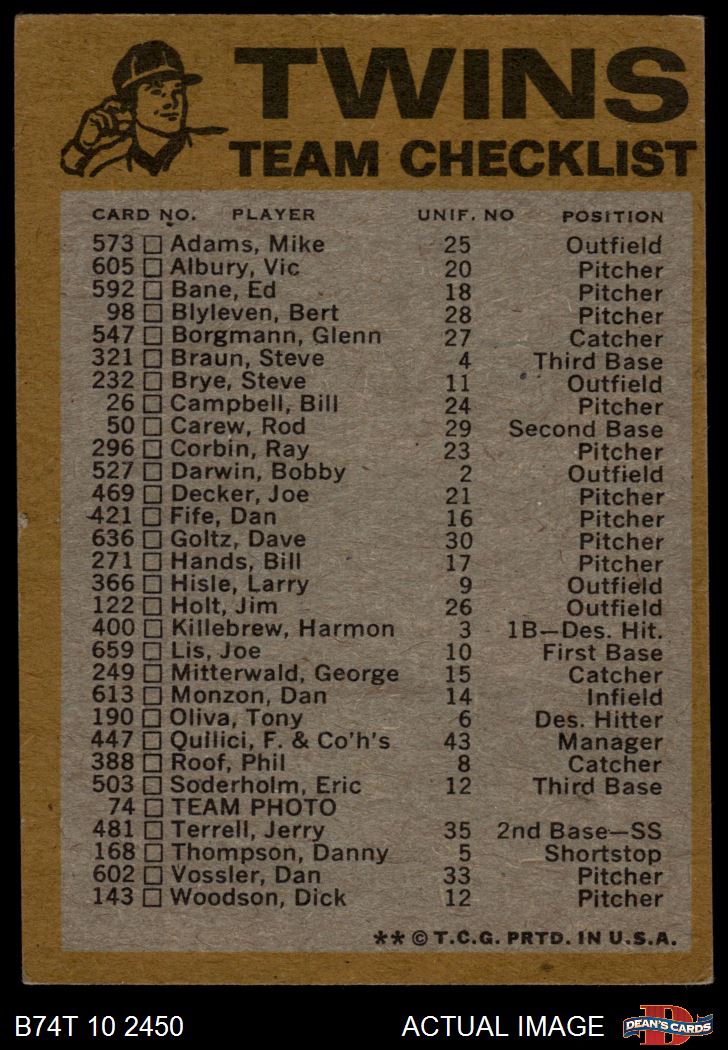 TWINS
TEAM CHECKLIST
CARD NO. PLAYER UNIF. NO POSITION
573 Adams, Mike 25 Outfield
605 Albury, Vic 20 Pitcher
592 Bane, Ed 18 Pitcher
98 Blyleven, Bert 28 Pitcher
547 Borgmann, Glenn 27 Catcher
321 Braun, Steve 4 Third Base
232 Brye, Steve 11 Outfield
26 Campbell, Bill 24 Pitcher
50 Carew, Rod 29 Second Base
296 Corbin, Ray 23 Pitcher
527 Darwin, Bobby 2 Outfield
469 Decker, Joe 21 Pitcher
421 Fife, Dan 16 Pitcher
636 Goltz, Dave 30 Pitcher
271 Hands, Bill 17 Pitcher
366 Hisle, Larry 9 Outfield
122 Holt, Jim 26 Outfield
400 Killebrew, Harmon 3 1B—Des. Hit.
659 Lis, Joe 10 First Base
249 Mitterwald, George 15 Catcher
613 Monzon, Dan 14 Infield
190 Oliva, Tony 6 Des. Hitter
447 Quilici, F. & Co'h's 43 Manager
388 Roof, Phil 8 Catcher
503 Soderholm, Eric 12 Third Base
74 TEAM PHOTO
481 Terrell, Jerry 35 2nd Base—SS
168 Thompson, Danny 5 Shortstop
602 Vossler, Dan 33 Pitcher
143 Woodson, Dick 12 Pitcher
** © T.C.G. PRTD. IN U.S.A.
B74T 10 2450 ACTUAL IMAGE D DEAN'S CARDS